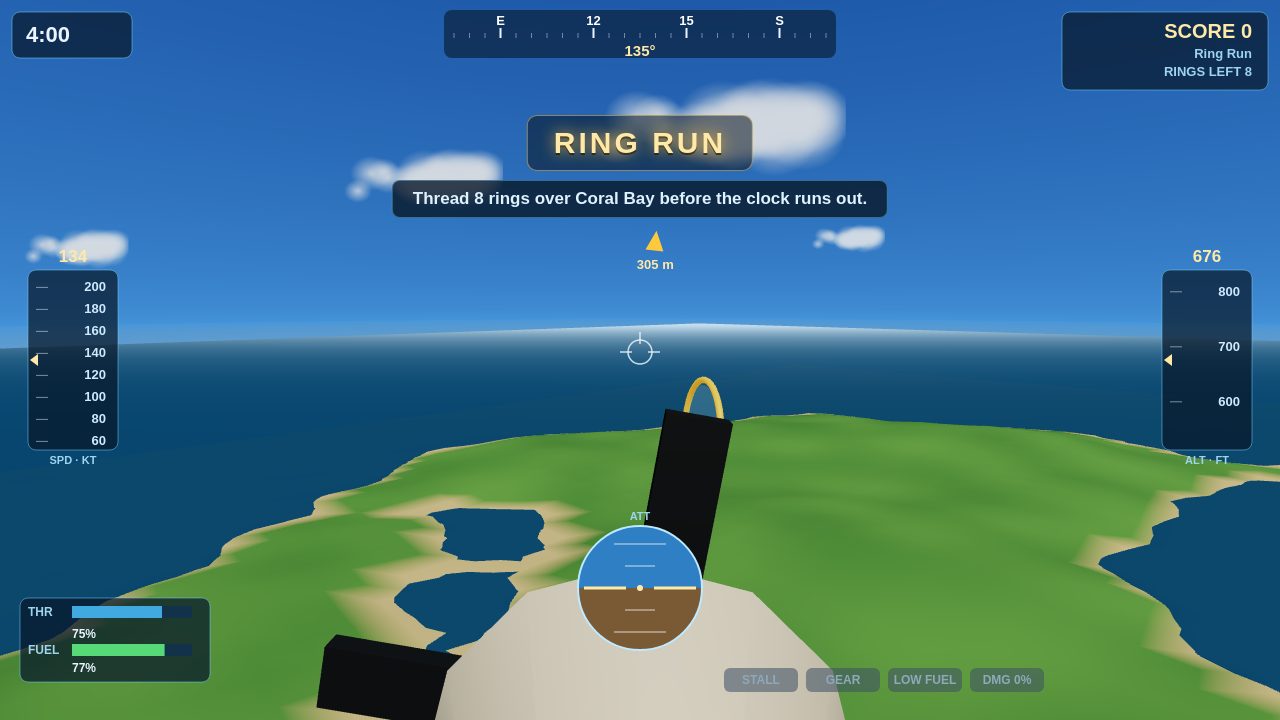 4:00
E 12 15 S
135°
SCORE 0
Ring Run
RINGS LEFT 8
RING RUN
Thread 8 rings over Coral Bay before the clock runs out.
305 m
134
200
180
160
140
120
100
80
60
SPD · KT
676
800
700
600
ALT · FT
ATT
THR
75%
FUEL
77%
STALL GEAR LOW FUEL DMG 0%